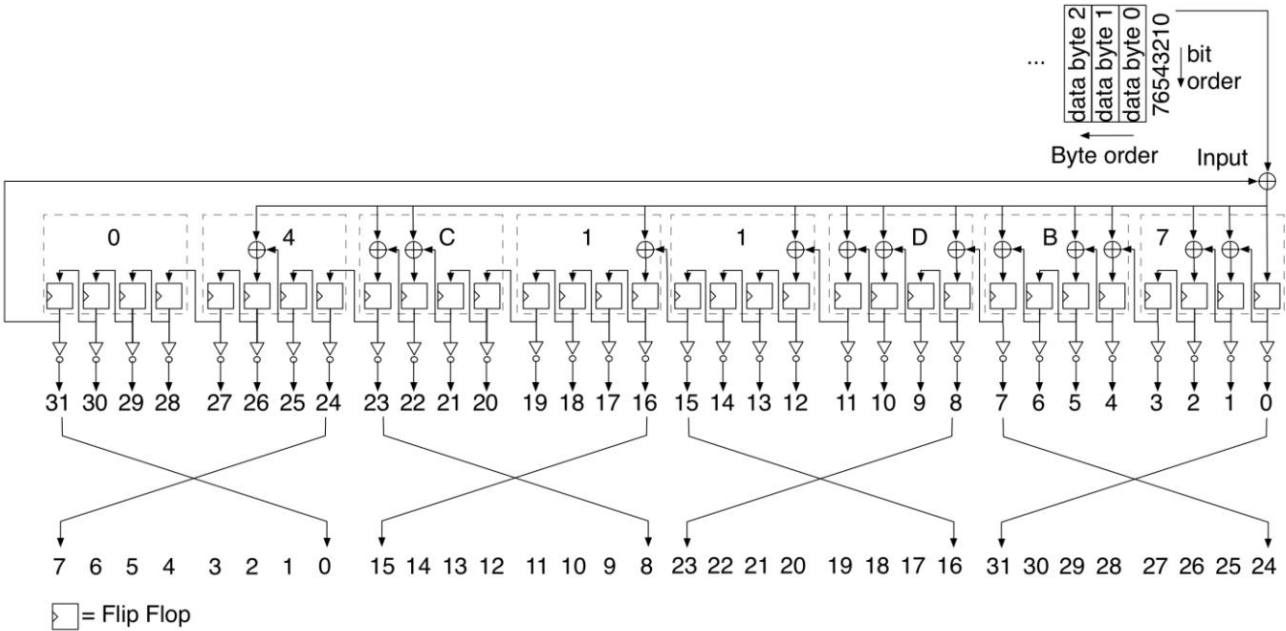 data byte 2
data byte 1
data byte 0
76543210
...
bit
order
Byte order
Input
0 4 C 1 1 D B 7
31 30 29 28 27 26 25 24 23 22 21 20 19 18 17 16 15 14 13 12 11 10 9 8 7 6 5 4 3 2 1 0
7 6 5 4 3 2 1 0 15 14 13 12 11 10 9 8 23 22 21 20 19 18 17 16 31 30 29 28 27 26 25 24
= Flip Flop